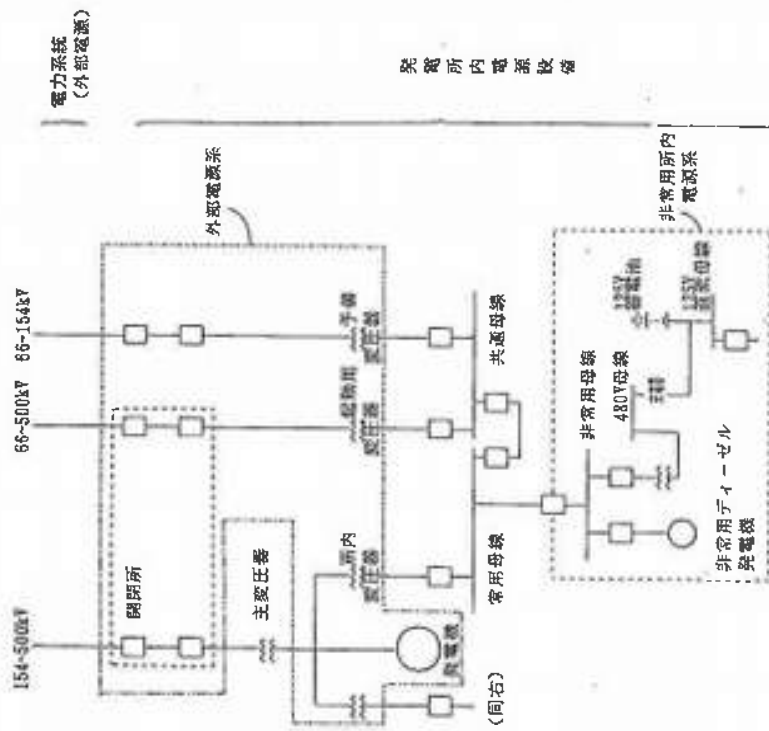 電力系統
(外部電源)
発電所内電源設備
154-500kV
66-500kV
66-154kV
外部電源系
開閉所
主変圧器
所内
変圧器
起動用
変圧器
予備
変圧器
発電機
(同右)
常用母線
共通母線
非常用所内
電源系
非常用母線
480V母線
125V
蓄電池
125V
直流母線
非常用ディーゼル
発電機